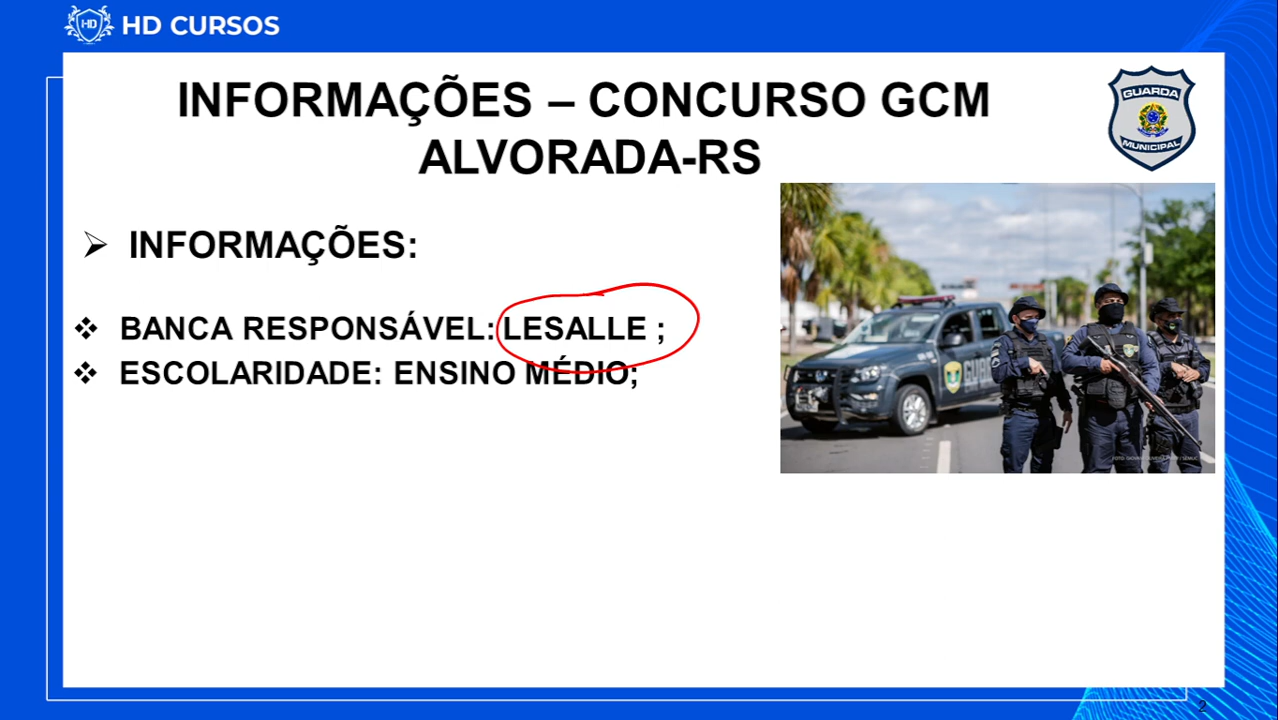 HD CURSOS
INFORMAÇÕES – CONCURSO GCM
ALVORADA-RS
GUARDA
MUNICIPAL
INFORMAÇÕES:
BANCA RESPONSÁVEL: LESALLE ;
ESCOLARIDADE: ENSINO MÉDIO;
2